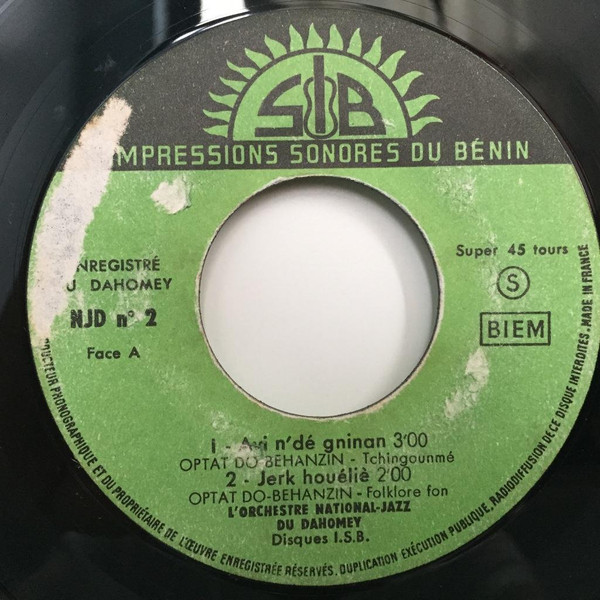 SIB
IMPRESSIONS SONORES DU BÉNIN
NREGISTRÉ
U DAHOMEY
NJD n° 2
Face A
Super 45 tours
S
BIEM
1 - A i n'dé gninan 3'00
OPTAT DO-BEHANZIN - Tchingounmé
2 - Jerk houéliè 2'00
OPTAT DO-BEHANZIN - Folklore fon
L'ORCHESTRE NATIONAL-JAZZ
DU DAHOMEY
Disques I.S.B.
DUCTEUR PHONOGRAPHIQUE ET DU PROPRIÉTAIRE DE L'ŒUVRE ENREGISTRÉE RÉSERVÉS, DUPLICATION EXÉCUTION PUBLIQUE, RADIODIFFUSION DE CE DISQUE INTERDITES. MADE IN FRANCE